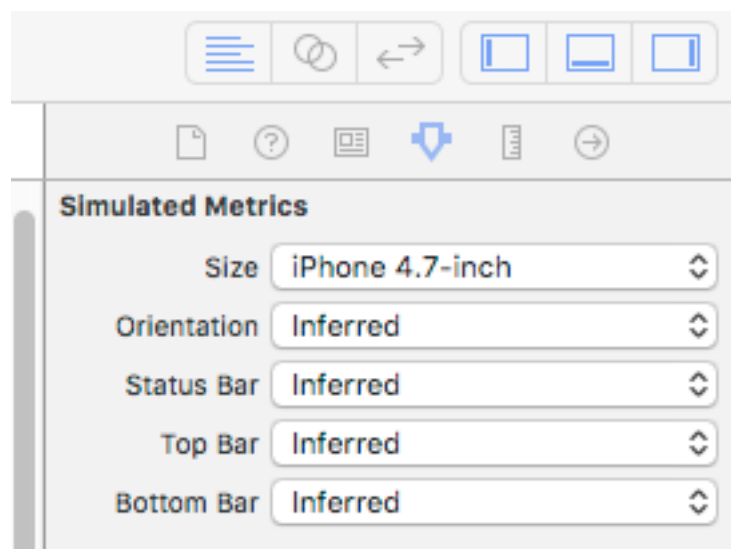 Simulated Metrics
Size iPhone 4.7-inch
Orientation Inferred
Status Bar Inferred
Top Bar Inferred
Bottom Bar Inferred